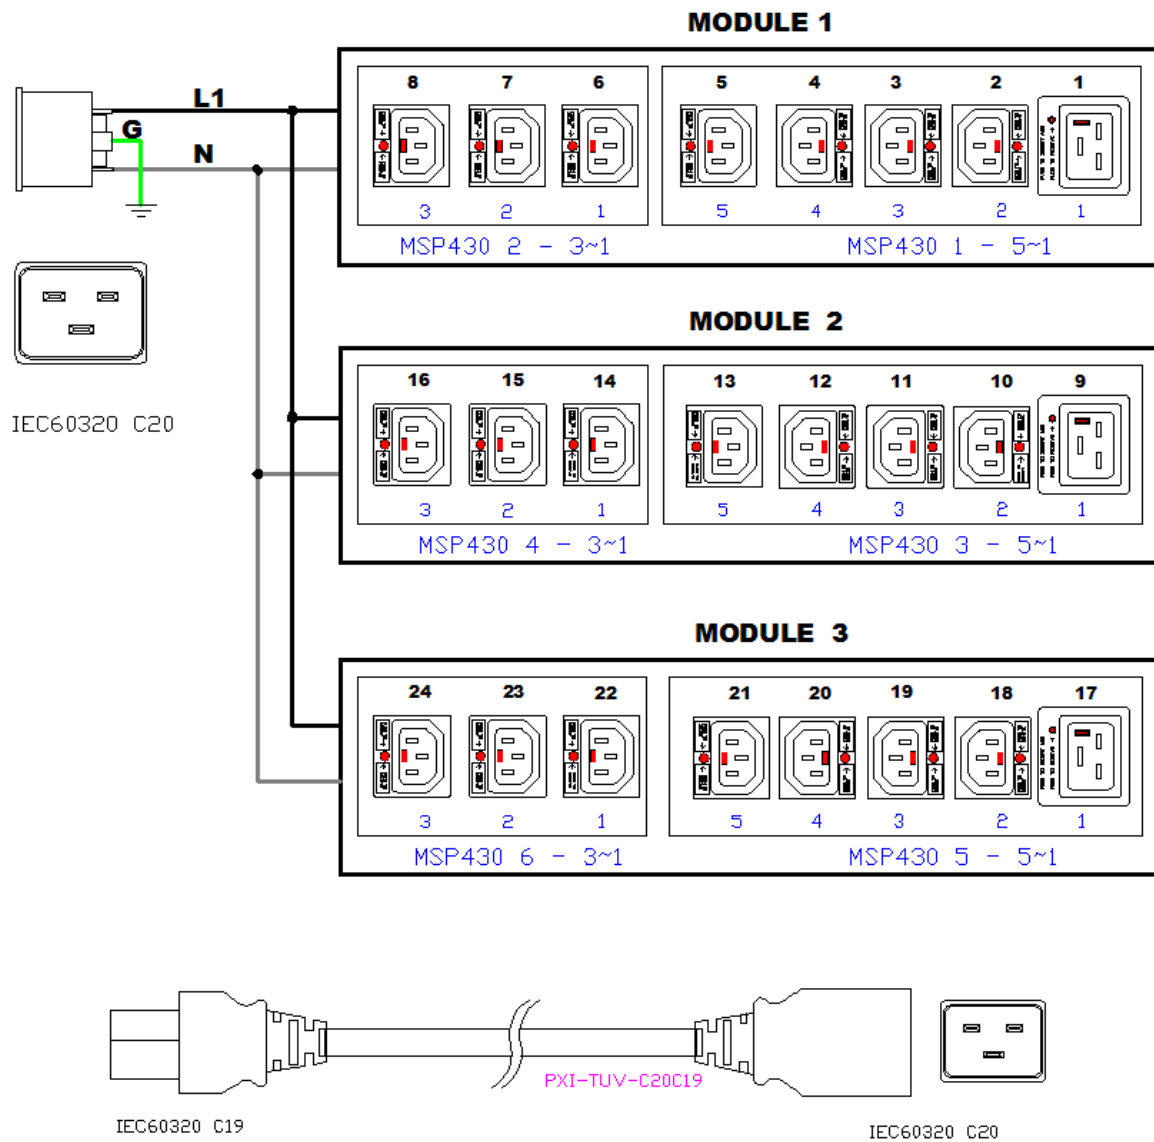 MODULE 1
L1
G
N
8 7 6 5 4 3 2 1
3 2 1 5 4 3 2 1
MSP430 2 - 3~1 MSP430 1 - 5~1
IEC60320 C20
MODULE 2
16 15 14 13 12 11 10 9
3 2 1 5 4 3 2 1
MSP430 4 - 3~1 MSP430 3 - 5~1
MODULE 3
24 23 22 21 20 19 18 17
3 2 1 5 4 3 2 1
MSP430 6 - 3~1 MSP430 5 - 5~1
PXI-TUV-C20C19
IEC60320 C19
IEC60320 C20